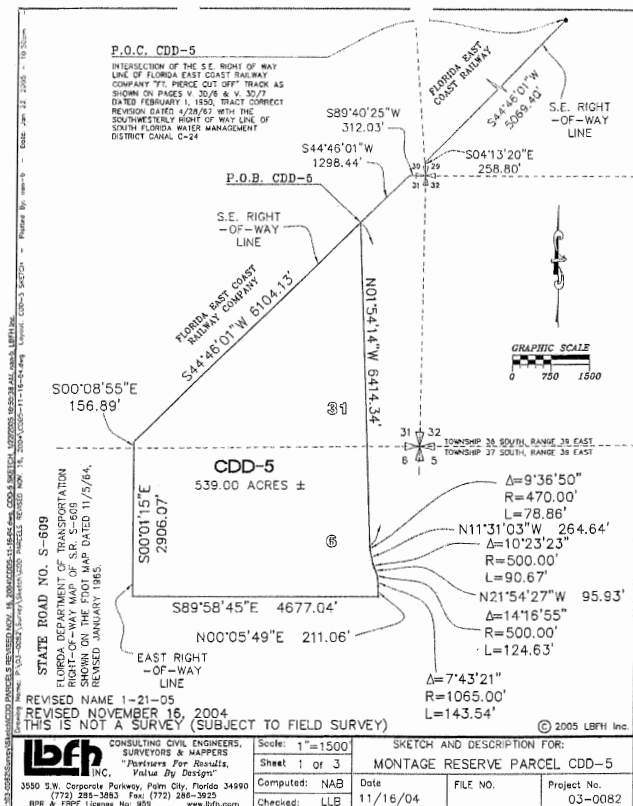 P.O.C. CDD-5
INTERSECTION OF THE S.E. RIGHT OF WAY
LINE OF FLORIDA EAST COAST RAILWAY
COMPANY "FT. PIERCE CUT OFF" TRACK AS
SHOWN ON PAGES V. 3D/6 & V. 3D/7
DATED FEBRUARY 1, 1950, TRACT CORRECT
REVISION DATED 4/28/67 WITH THE
SOUTHWESTERLY RIGHT OF WAY LINE OF
SOUTH FLORIDA WATER MANAGEMENT
DISTRICT CANAL C-24
FLORIDA EAST
COAST RAILWAY
S44°46'01"W
5069.40'
S.E. RIGHT
-OF-WAY
LINE
S89°40'25"W
312.03'
S44°46'01"W
1298.44'
S04°13'20"E
258.80'
30 29
31 32
P.O.B. CDD-5
S.E. RIGHT
-OF-WAY
LINE
FLORIDA EAST COAST
RAILWAY COMPANY
S44°46'01"W 6104.13'
N01°54'14"W 6414.34'
GRAPHIC SCALE
0 750 1500
S00°08'55"E
156.89'
31
31 32
6 5
TOWNSHIP 36 SOUTH, RANGE 39 EAST
TOWNSHIP 37 SOUTH, RANGE 39 EAST
CDD-5
539.00 ACRES ±
S00°01'15"E
2906.07'
6
Δ=9°36'50"
R=470.00'
L=78.86'
N11°31'03"W 264.64'
Δ=10°23'23"
R=500.00'
L=90.67'
N21°54'27"W 95.93'
Δ=14°16'55"
R=500.00'
L=124.63'
S89°58'45"E 4677.04'
N00°05'49"E 211.06'
Δ=7°43'21"
R=1065.00'
L=143.54'
EAST RIGHT
-OF-WAY
LINE
STATE ROAD NO. S-609
FLORIDA DEPARTMENT OF TRANSPORTATION
RIGHT-OF-WAY MAP OF S.R. S-609
SHOWN ON THE FDOT MAP DATED 11/5/64,
REVISED JANUARY 1965.
REVISED NAME 1-21-05
REVISED NOVEMBER 16, 2004
THIS IS NOT A SURVEY (SUBJECT TO FIELD SURVEY)
© 2005 LBFH Inc.
lbfh INC.
CONSULTING CIVIL ENGINEERS,
SURVEYORS & MAPPERS
"Partners For Results,
Value By Design"
3550 S.W. Corporate Parkway, Palm City, Florida 34990
(772) 286-3883 Fax: (772) 286-3925
BPR & FBPE License No: 959 www.lbfh.com
Scale: 1"=1500'
Sheet 1 of 3
Computed: NAB
Checked: LLB
SKETCH AND DESCRIPTION FOR:
MONTAGE RESERVE PARCEL CDD-5
Date
11/16/04
FILE NO.
Project No.
03-0082